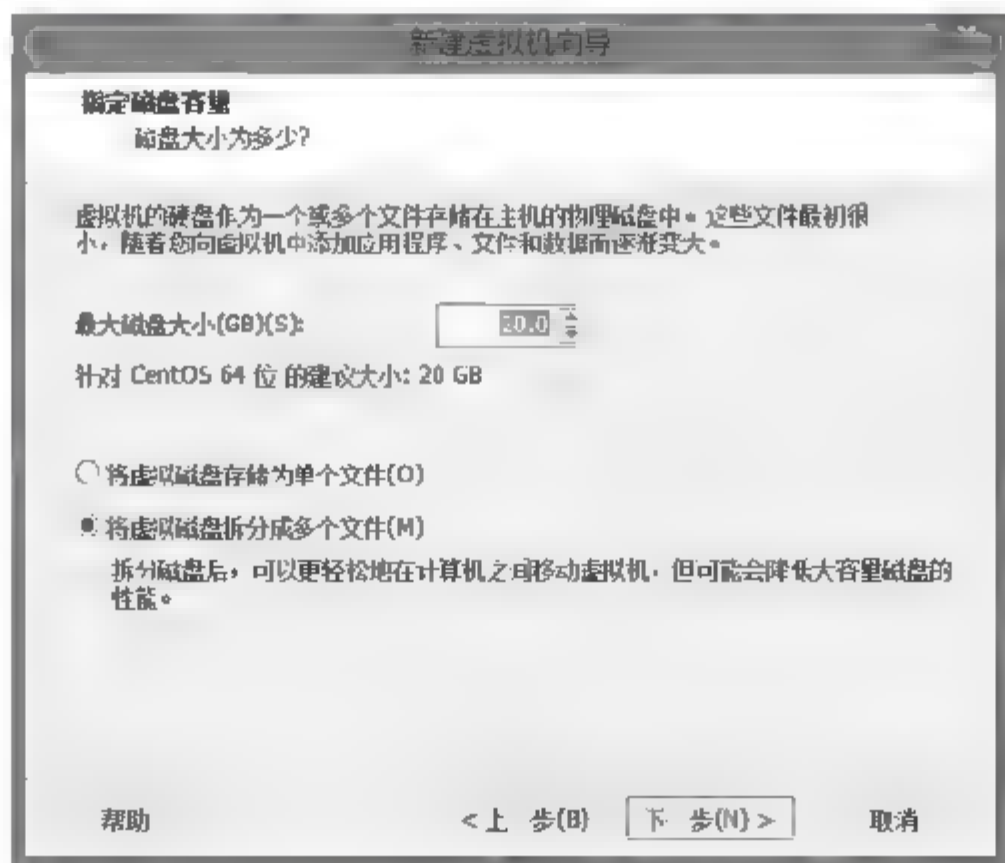 新建虚拟机向导
指定磁盘容量
磁盘大小为多少?
虚拟机的硬盘作为一个或多个文件存储在主机的物理磁盘中。这些文件最初很
小,随着您向虚拟机中添加应用程序、文件和数据而逐渐变大。
最大磁盘大小(GB)(S):
20.0
针对 CentOS 64 位 的建议大小: 20 GB
将虚拟磁盘存储为单个文件(O)
将虚拟磁盘拆分成多个文件(M)
拆分磁盘后,可以更轻松地在计算机之间移动虚拟机,但可能会降低大容量磁盘的
性能。
帮助
< 上一步(B)
下一步(N) >
取消